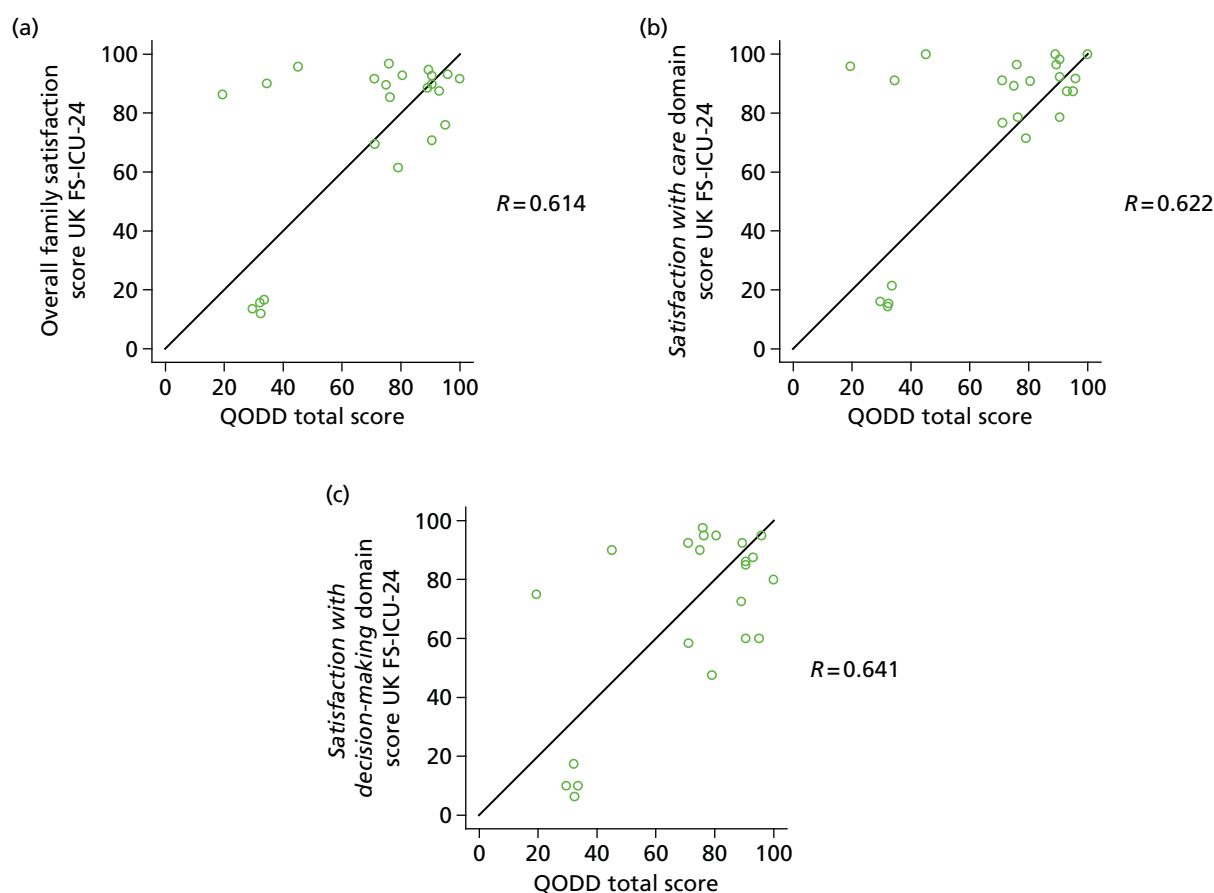 (a)
100
80
60
40
20
0
Overall family satisfaction
score UK FS-ICU-24
0 20 40 60 80 100
QODD total score
R=0.614
(b)
100
80
60
40
20
0
Satisfaction with care domain
score UK FS-ICU-24
0 20 40 60 80 100
QODD total score
R=0.622
(c)
100
80
60
40
20
0
Satisfaction with
decision-making domain
score UK FS-ICU-24
0 20 40 60 80 100
QODD total score
R=0.641